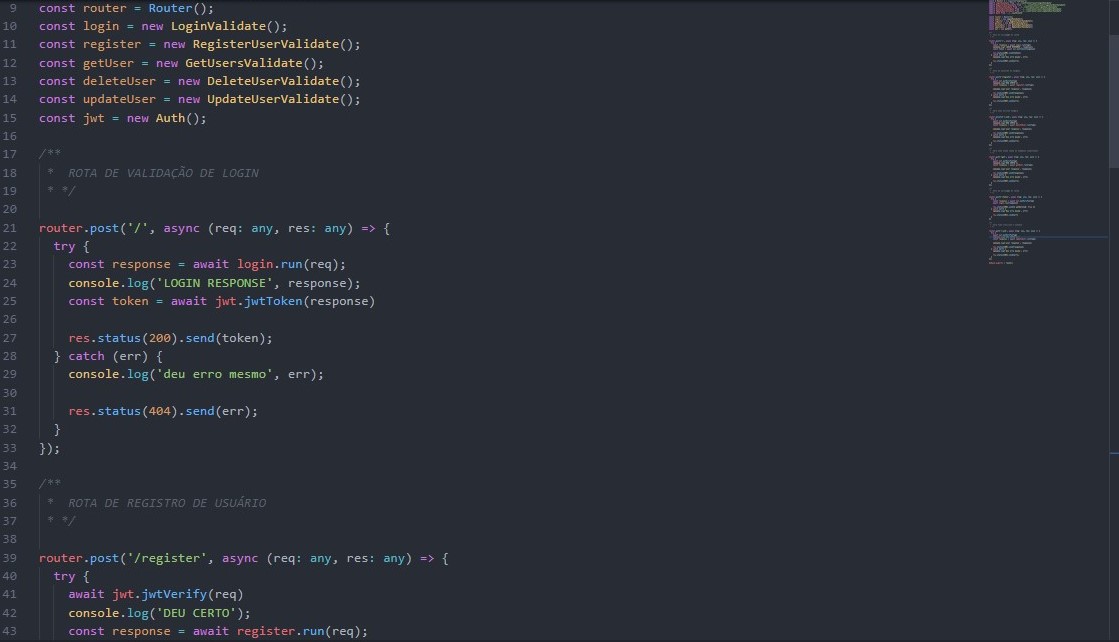 9 const router = Router();
10 const login = new LoginValidate();
11 const register = new RegisterUserValidate();
12 const getUser = new GetUsersValidate();
13 const deleteUser = new DeleteUserValidate();
14 const updateUser = new UpdateUserValidate();
15 const jwt = new Auth();
16
17 /**
18  *  ROTA DE VALIDAÇÃO DE LOGIN
19  * */
20
21 router.post('/', async (req: any, res: any) => {
22   try {
23     const response = await login.run(req);
24     console.log('LOGIN RESPONSE', response);
25     const token = await jwt.jwtToken(response)
26
27     res.status(200).send(token);
28   } catch (err) {
29     console.log('deu erro mesmo', err);
30
31     res.status(404).send(err);
32   }
33 });
34
35 /**
36  *  ROTA DE REGISTRO DE USUÁRIO
37  * */
38
39 router.post('/register', async (req: any, res: any) => {
40   try {
41     await jwt.jwtVerify(req)
42     console.log('DEU CERTO');
43     const response = await register.run(req);